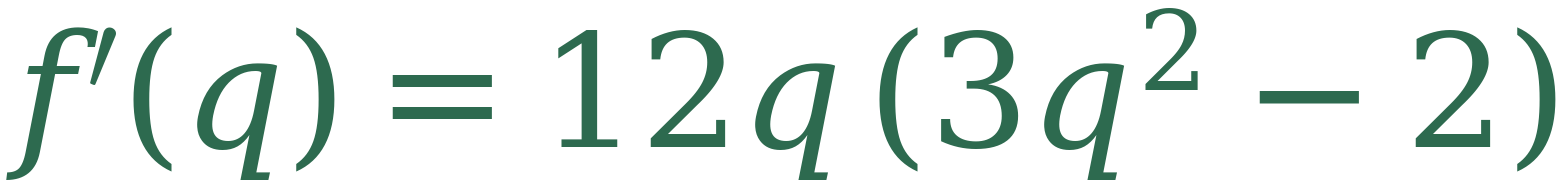 f′(q) = 12q(3q² − 2)